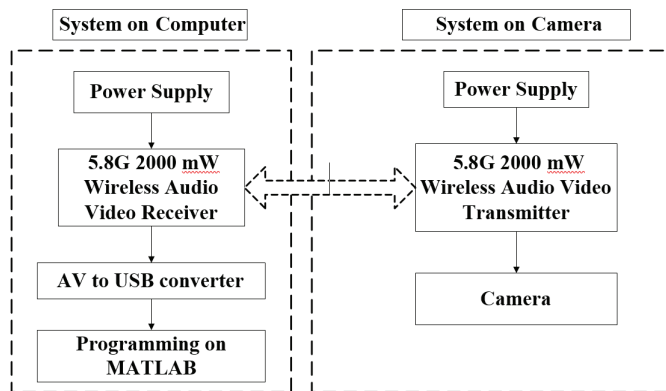 System on Computer
Power Supply
5.8G 2000 mW
Wireless Audio
Video Receiver
AV to USB converter
Programming on
MATLAB
System on Camera
Power Supply
5.8G 2000 mW
Wireless Audio Video
Transmitter
Camera